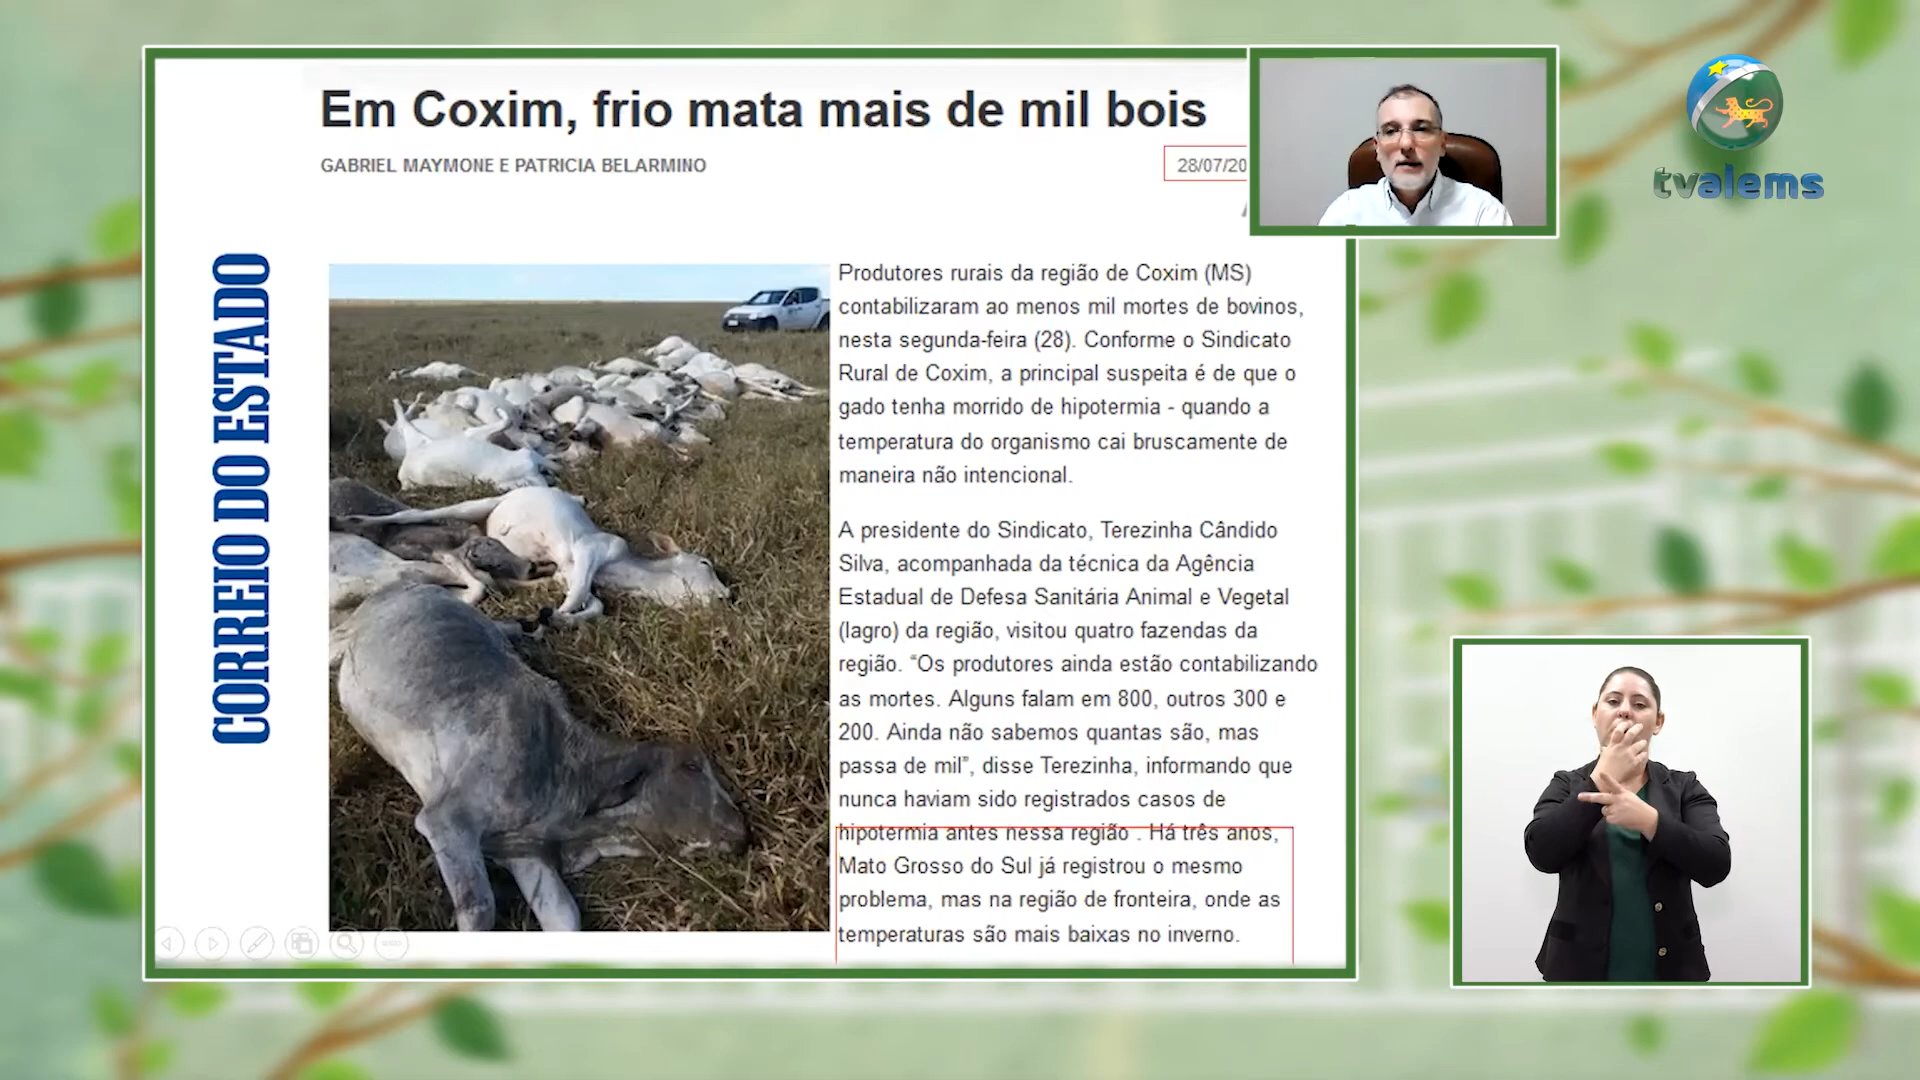 Em Coxim, frio mata mais de mil bois
GABRIEL MAYMONE E PATRICIA BELARMINO
28/07/20
tvalems
CORREIO DO ESTADO
Produtores rurais da região de Coxim (MS)
contabilizaram ao menos mil mortes de bovinos,
nesta segunda-feira (28). Conforme o Sindicato
Rural de Coxim, a principal suspeita é de que o
gado tenha morrido de hipotermia - quando a
temperatura do organismo cai bruscamente de
maneira não intencional.
A presidente do Sindicato, Terezinha Cândido
Silva, acompanhada da técnica da Agência
Estadual de Defesa Sanitária Animal e Vegetal
(Iagro) da região, visitou quatro fazendas da
região. “Os produtores ainda estão contabilizando
as mortes. Alguns falam em 800, outros 300 e
200. Ainda não sabemos quantas são, mas
passa de mil”, disse Terezinha, informando que
nunca haviam sido registrados casos de
hipotermia antes nessa região . Há três anos,
Mato Grosso do Sul já registrou o mesmo
problema, mas na região de fronteira, onde as
temperaturas são mais baixas no inverno.